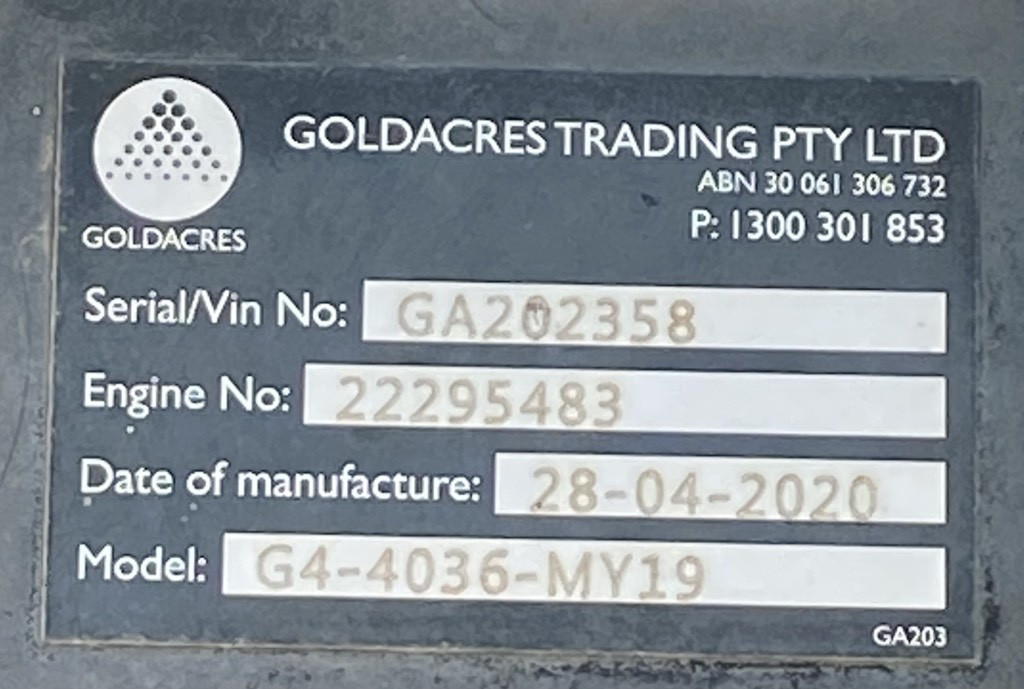 GOLDACRES TRADING PTY LTD
ABN 30 061 306 732
P: 1300 301 853
GOLDACRES
Serial/Vin No: GA202358
Engine No: 22295483
Date of manufacture: 28-04-2020
Model: G4-4036-MY19
GA203